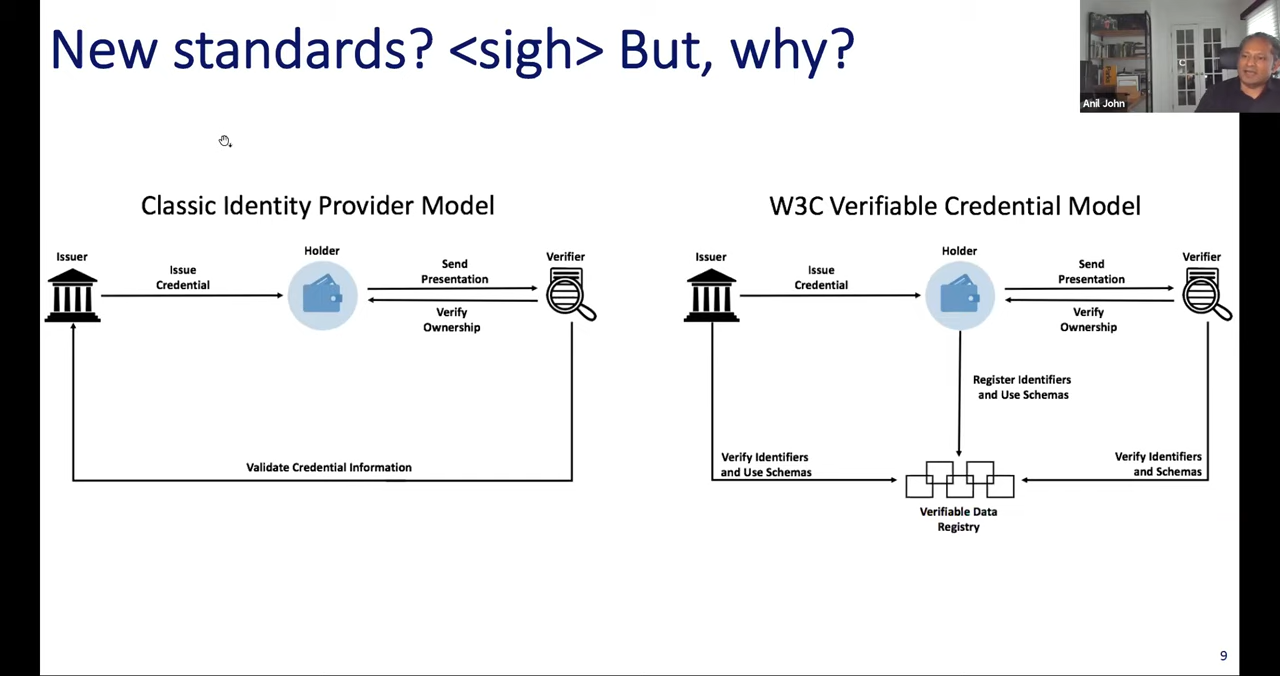 New standards? <sigh> But, why?
Anil John
Classic Identity Provider Model
Issuer
Issue
Credential
Holder
Send
Presentation
Verify
Ownership
Verifier
Validate Credential Information
W3C Verifiable Credential Model
Issuer
Issue
Credential
Holder
Send
Presentation
Verify
Ownership
Verifier
Register Identifiers
and Use Schemas
Verify Identifiers
and Use Schemas
Verify Identifiers
and Schemas
Verifiable Data
Registry
9